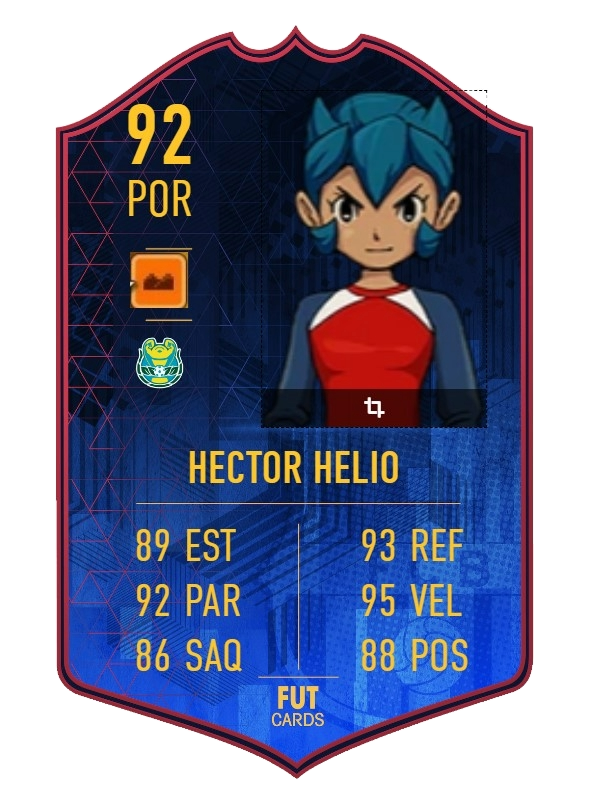 92
POR
HECTOR HELIO
89 EST 93 REF
92 PAR 95 VEL
86 SAQ 88 POS
FUT
CARDS